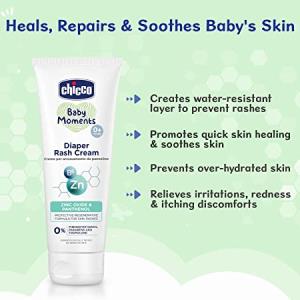 Heals, Repairs & Soothes Baby's Skin
chicco
Baby
Moments
0+
Diaper
Rash Cream
Zn
ZINC OXIDE &
PANTHENOL
0%
Creates water-resistant
layer to prevent rashes
Promotes quick skin healing
& soothes skin
Prevents over-hydrated skin
Relieves irritations, redness
& itching discomforts